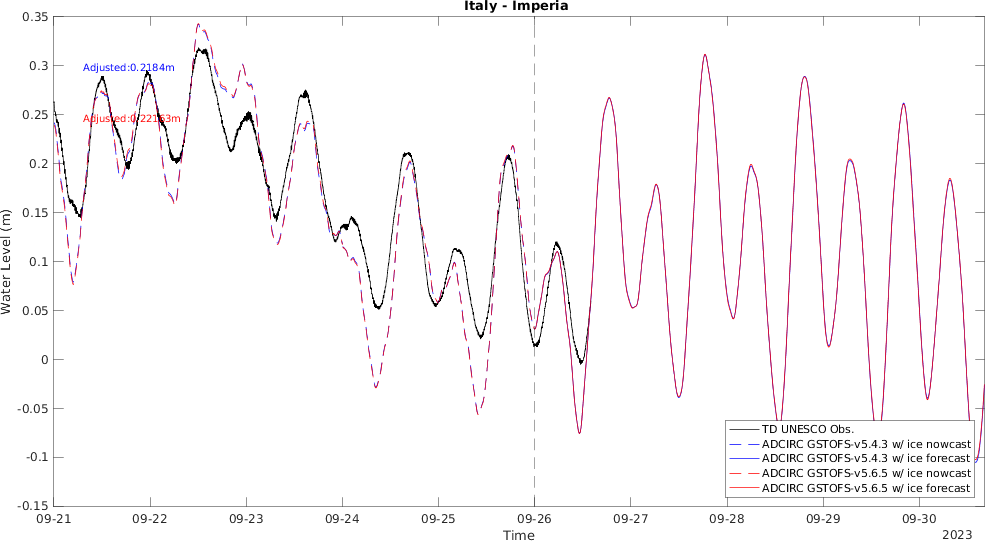 Italy - Imperia
Water Level (m)
0.35
0.3
0.25
0.2
0.15
0.1
0.05
0
-0.05
-0.1
-0.15
Adjusted:0.2184m
Adjusted:0.22153m
TD UNESCO Obs.
ADCIRC GSTOFS-v5.4.3 w/ ice nowcast
ADCIRC GSTOFS-v5.4.3 w/ ice forecast
ADCIRC GSTOFS-v5.6.5 w/ ice nowcast
ADCIRC GSTOFS-v5.6.5 w/ ice forecast
09-21 09-22 09-23 09-24 09-25 09-26 09-27 09-28 09-29 09-30
Time
2023